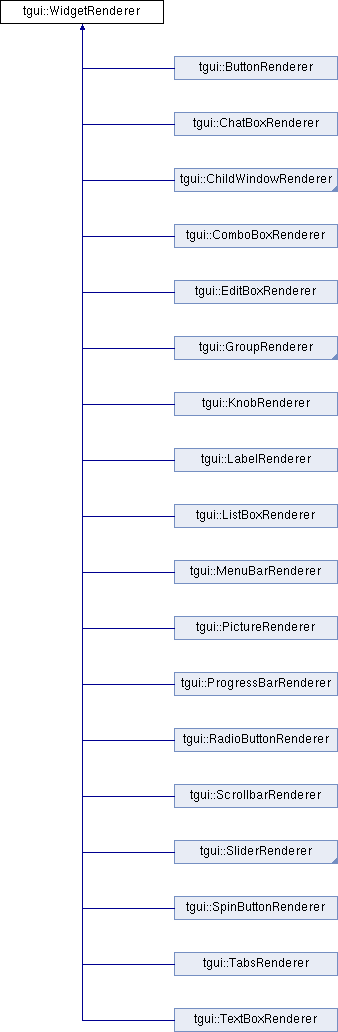 tgui::WidgetRenderer
tgui::ButtonRenderer
tgui::ChatBoxRenderer
tgui::ChildWindowRenderer
tgui::ComboBoxRenderer
tgui::EditBoxRenderer
tgui::GroupRenderer
tgui::KnobRenderer
tgui::LabelRenderer
tgui::ListBoxRenderer
tgui::MenuBarRenderer
tgui::PictureRenderer
tgui::ProgressBarRenderer
tgui::RadioButtonRenderer
tgui::ScrollbarRenderer
tgui::SliderRenderer
tgui::SpinButtonRenderer
tgui::TabsRenderer
tgui::TextBoxRenderer